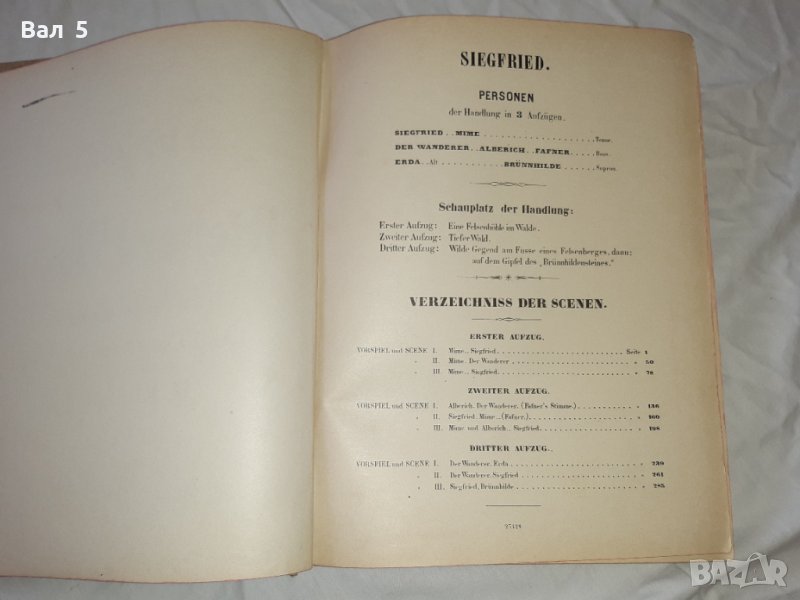 Вал 5
SIEGFRIED.
PERSONEN
der Handlung in 3 Aufzügen.
SIEGFRIED . . MIME . . . . . . . . . . . . . . . . . . . . Tenor.
DER WANDERER . . ALBERICH . . FAFNER . . . . . Bass.
ERDA . . Alt . . . . . . . . . . . BRÜNNHILDE . . . . . . Sopran.
Schauplatz der Handlung:
Erster Aufzug: Eine Felsenhöhle im Walde.
Zweiter Aufzug: Tiefer Wald.
Dritter Aufzug: Wilde Gegend am Fusse eines Felsenberges, dann:
auf dem Gipfel des „Brünnhildensteines."
VERZEICHNISS DER SCENEN.
ERSTER AUFZUG.
VORSPIEL und SCENE I. Mime . . Siegfried . . . . . . . . . . . . Seite 1
" II. Mime . Der Wanderer . . . . . . . . . . . . 50
" III. Mime . . Siegfried . . . . . . . . . . . . 78
ZWEITER AUFZUG.
VORSPIEL und SCENE I. Alberich. Der Wanderer. (Fafner's Stimme.) . . . . . . . . 136
" II. Siegfried. Mime . . (Fafner.) . . . . . . . . . . 160
" III. Mime und Alberich . . Siegfried . . . . . . . . . . 198
DRITTER AUFZUG.
VORSPIEL und SCENE I. Der Wanderer. Erda . . . . . . . . . . . . 239
" II. Der Wanderer. Siegfried . . . . . . . . . . . . 261
" III. Siegfried, Brünnhilde . . . . . . . . . . . . 285
BAZAR